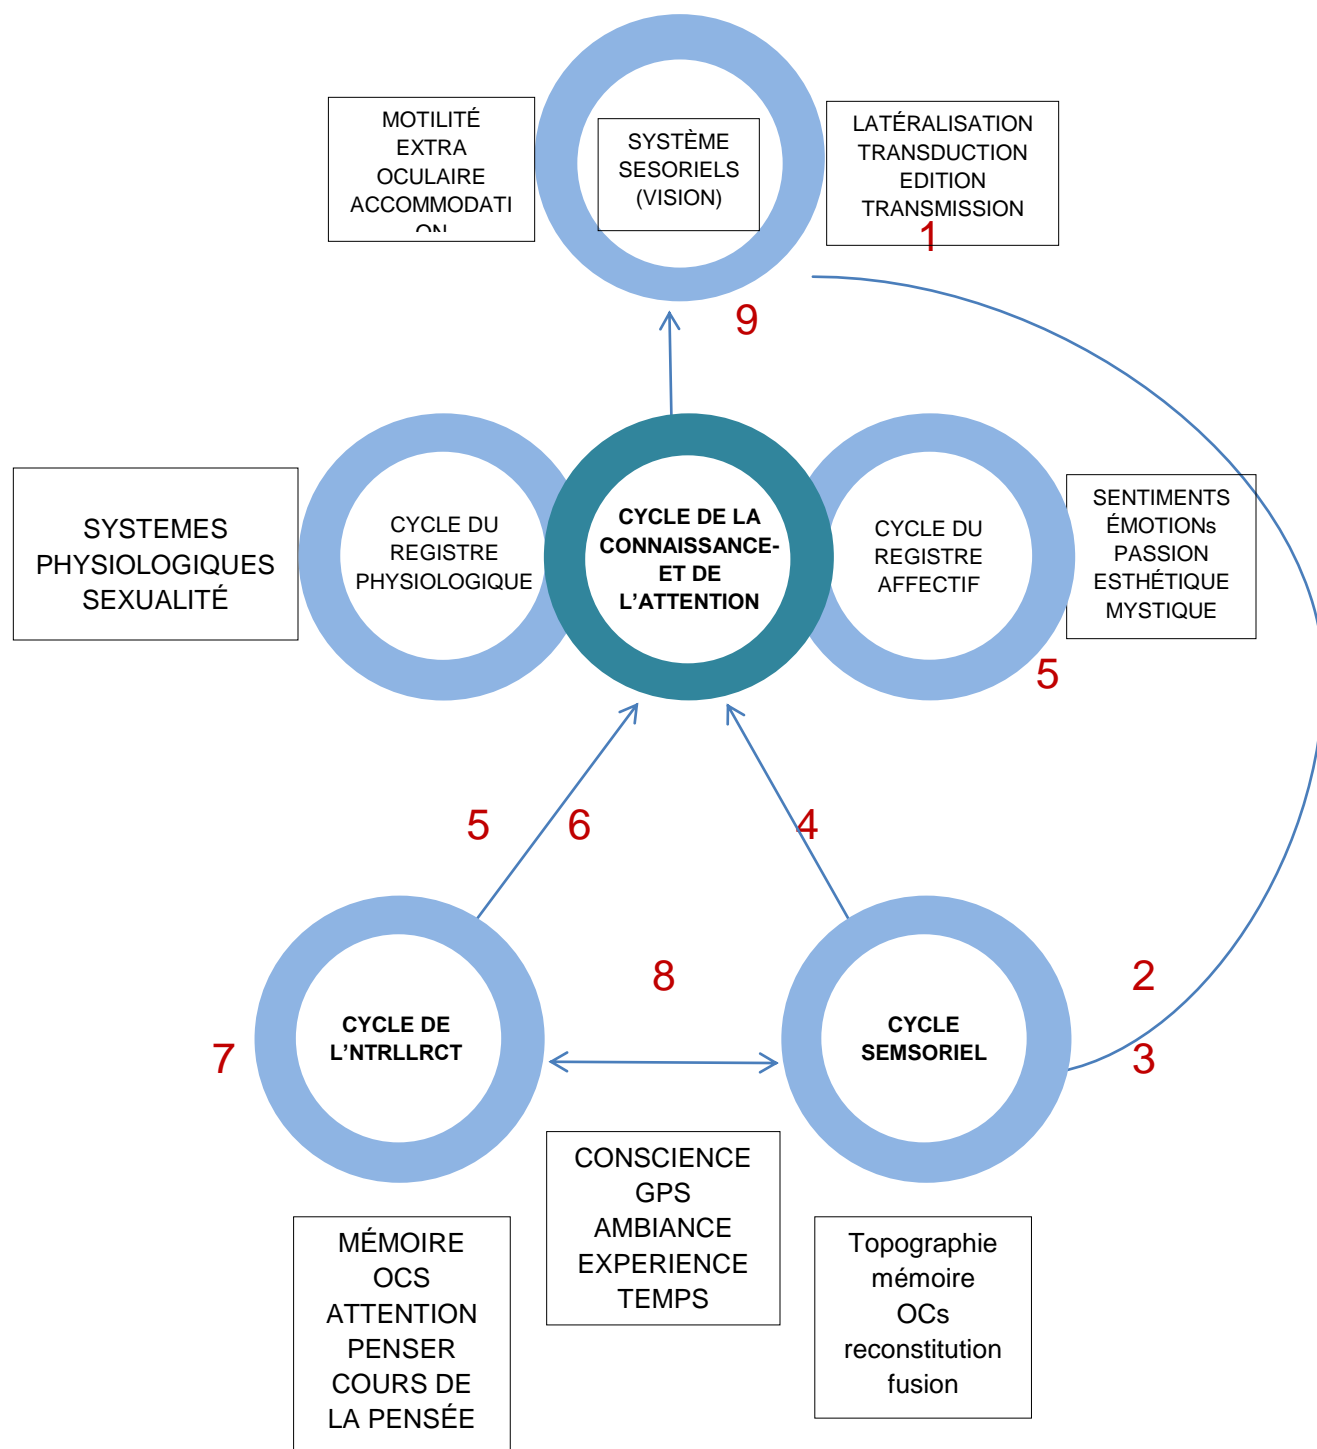 MOTILITÉ
EXTRA
OCULAIRE
ACCOMMODATI
ON
SYSTÈME
SESORIELS
(VISION)
LATÉRALISATION
TRANSDUCTION
EDITION
TRANSMISSION
1
9
SYSTEMES
PHYSIOLOGIQUES
SEXUALITÉ
CYCLE DU
REGISTRE
PHYSIOLOGIQUE
CYCLE DE LA
CONNAISSANCE-
ET DE
L'ATTENTION
CYCLE DU
REGISTRE
AFFECTIF
SENTIMENTS
ÉMOTIONs
PASSION
ESTHÉTIQUE
MYSTIQUE
5
5
6
4
8
2
7
CYCLE DE
L'NTRLLRCT
CYCLE
SEMSORIEL
3
CONSCIENCE
GPS
AMBIANCE
EXPERIENCE
TEMPS
MÉMOIRE
OCS
ATTENTION
PENSER
COURS DE
LA PENSÉE
Topographie
mémoire
OCs
reconstitution
fusion